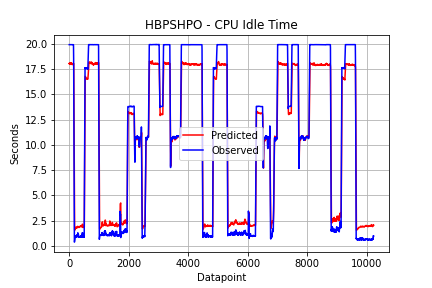 HBPSHPO - CPU Idle Time
20.0
17.5
15.0
12.5
10.0
7.5
5.0
2.5
0.0
Seconds
Predicted
Observed
0 2000 4000 6000 8000 10000
Datapoint